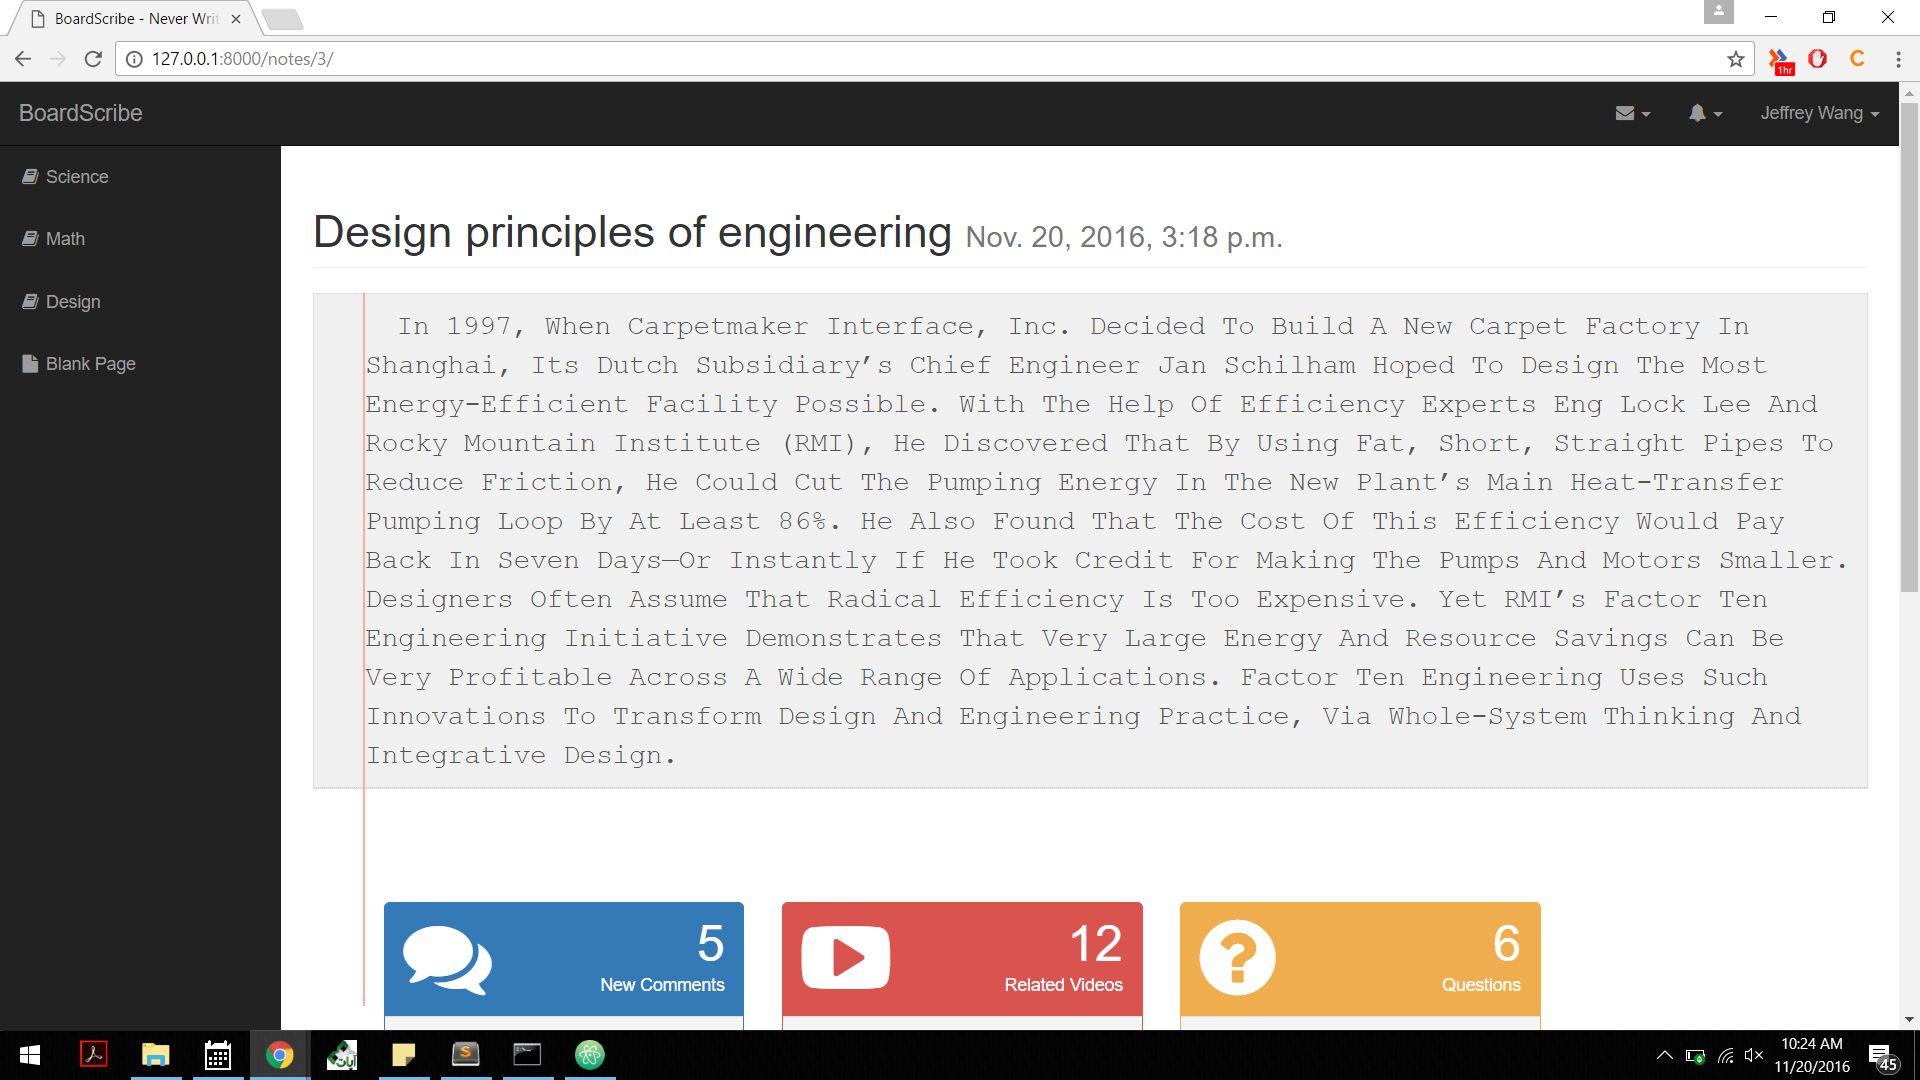 BoardScribe - Never Writ
127.0.0.1:8000/notes/3/
1hr
BoardScribe
Jeffrey Wang
Science
Math
Design
Blank Page
Design principles of engineering Nov. 20, 2016, 3:18 p.m.
In 1997, When Carpetmaker Interface, Inc. Decided To Build A New Carpet Factory In
Shanghai, Its Dutch Subsidiary’s Chief Engineer Jan Schilham Hoped To Design The Most
Energy-Efficient Facility Possible. With The Help Of Efficiency Experts Eng Lock Lee And
Rocky Mountain Institute (RMI), He Discovered That By Using Fat, Short, Straight Pipes To
Reduce Friction, He Could Cut The Pumping Energy In The New Plant’s Main Heat-Transfer
Pumping Loop By At Least 86%. He Also Found That The Cost Of This Efficiency Would Pay
Back In Seven Days—Or Instantly If He Took Credit For Making The Pumps And Motors Smaller.
Designers Often Assume That Radical Efficiency Is Too Expensive. Yet RMI’s Factor Ten
Engineering Initiative Demonstrates That Very Large Energy And Resource Savings Can Be
Very Profitable Across A Wide Range Of Applications. Factor Ten Engineering Uses Such
Innovations To Transform Design And Engineering Practice, Via Whole-System Thinking And
Integrative Design.
5
New Comments
12
Related Videos
6
Questions
10:24 AM
11/20/2016
45